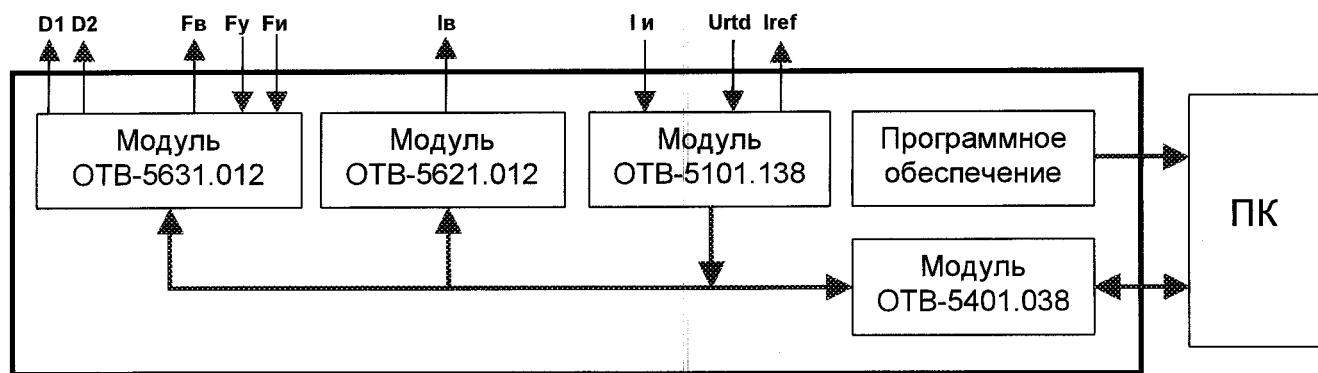 D1 D2 Fв Fу Fи Iв I и Urtd Iref
Модуль
ОТВ-5631.012
Модуль
ОТВ-5621.012
Модуль
ОТВ-5101.138
Программное
обеспечение
ПК
Модуль
ОТВ-5401.038